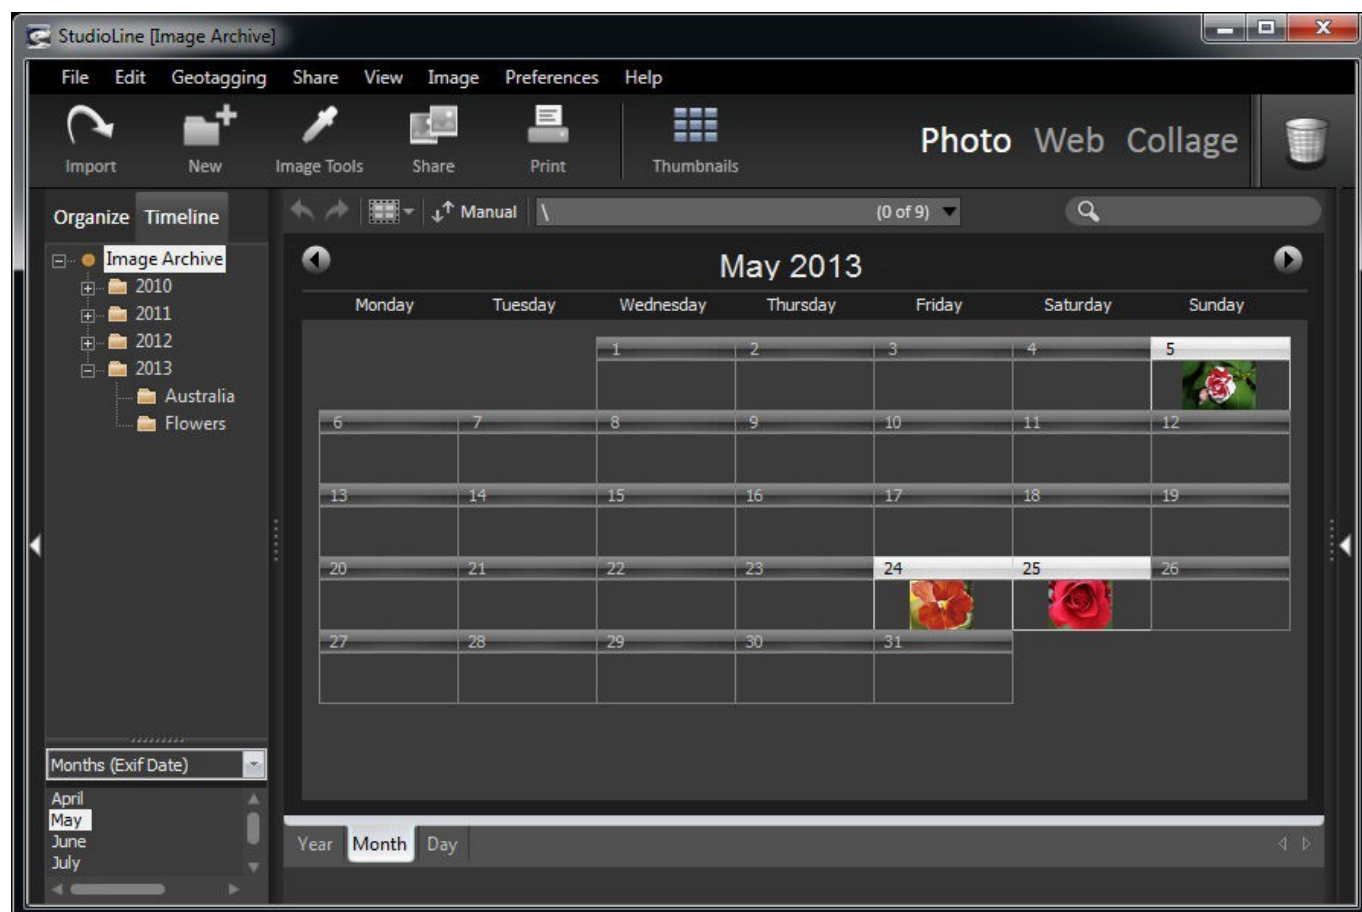 StudioLine [Image Archive]
File Edit Geotagging Share View Image Preferences Help
Import New Image Tools Share Print Thumbnails
Photo Web Collage
Organize Timeline
Manual \ (0 of 9)
Image Archive
2010
2011
2012
2013
Australia
Flowers
May 2013
Monday Tuesday Wednesday Thursday Friday Saturday Sunday
1 2 3 4 5
6 7 8 9 10 11 12
13 14 15 16 17 18 19
20 21 22 23 24 25 26
27 28 29 30 31
Months (Exif Date)
April
May
June
July
Year Month Day